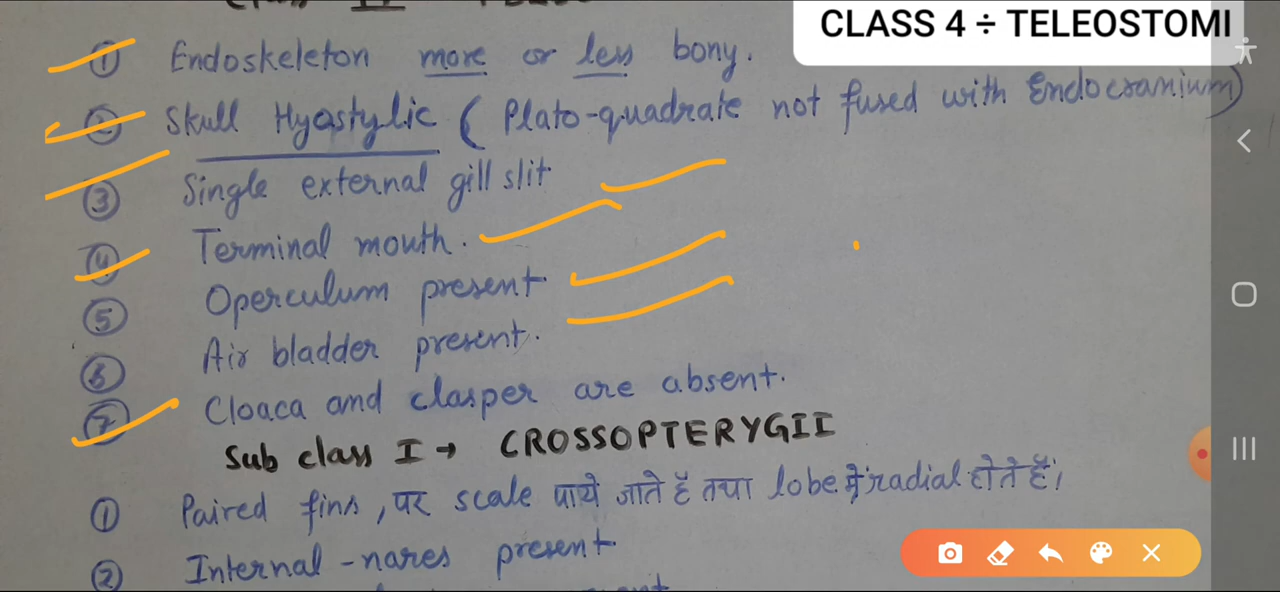 CLASS 4 ÷ TELEOSTOMI
① Endoskeleton more or less bony.
② Skull Hyostylic ( Plato-quadrate not fused with Endocranium)
③ Single external gill slit
④ Terminal mouth.
⑤ Operculum present
⑥ Air bladder present.
⑦ Cloaca and clasper are absent.
Sub class I → CROSSOPTERYGII
① Paired fins, पर scale पाये जाते हैं तथा lobe में radial होते हैं।
② Internal-nares present